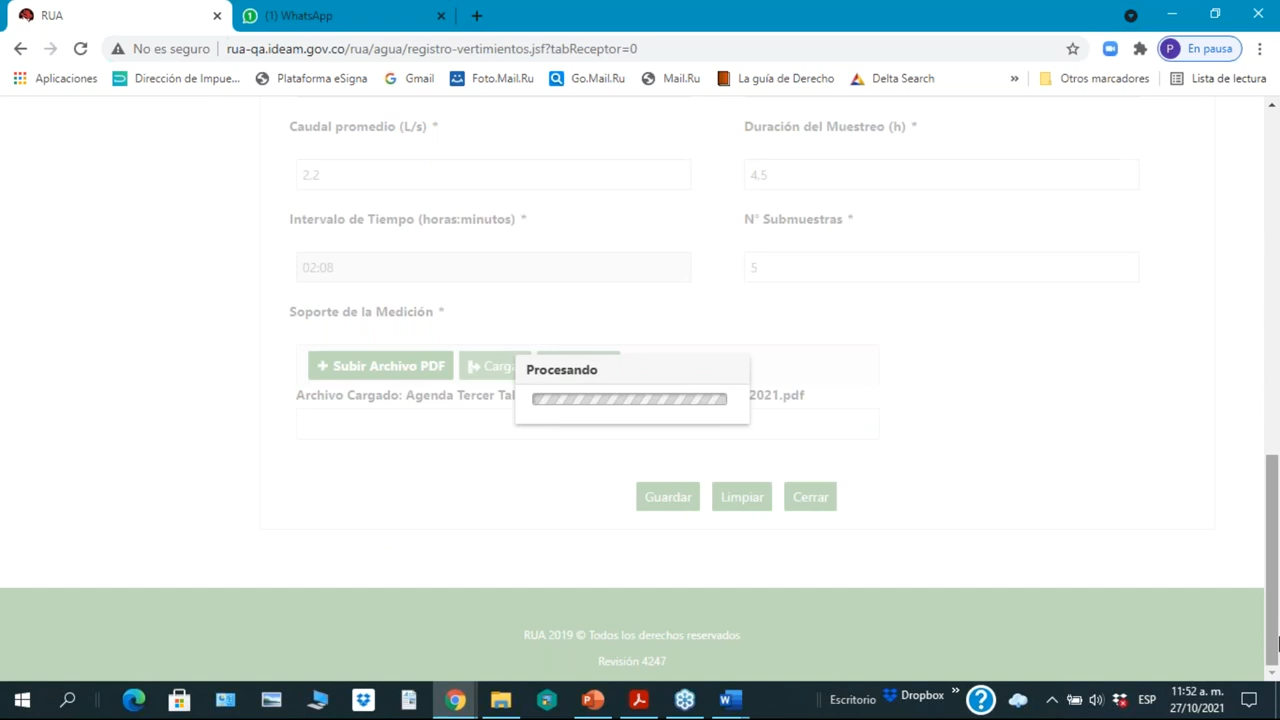 RUA
(1) WhatsApp
No es seguro
rua-qa.ideam.gov.co/rua/agua/registro-vertimientos.jsf?tabReceptor=0
P
En pausa
Aplicaciones
Dirección de Impue...
Plataforma eSigna
Gmail
Foto.Mail.Ru
Go.Mail.Ru
Mail.Ru
La guía de Derecho
Delta Search
»
Otros marcadores
Lista de lectura
Caudal promedio (L/s) *
Duración del Muestreo (h) *
2,2
4,5
Intervalo de Tiempo (horas:minutos) *
N° Submuestras *
02:08
5
Soporte de la Medición *
Subir Archivo PDF
Carga
Procesando
Archivo Cargado: Agenda Tercer Tal
2021.pdf
Guardar
Limpiar
Cerrar
RUA 2019 © Todos los derechos reservados
Revisión 4247
Escritorio
Dropbox
»
ESP
11:52 a. m.
27/10/2021